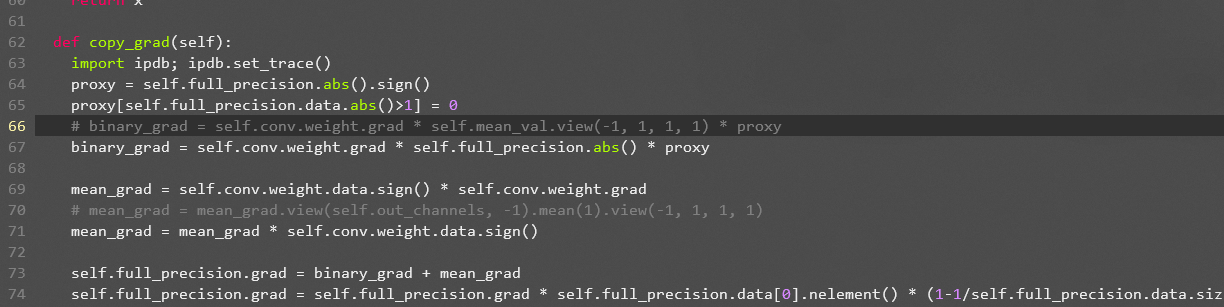 60 return x
61
62 def copy_grad(self):
63 import ipdb; ipdb.set_trace()
64 proxy = self.full_precision.abs().sign()
65 proxy[self.full_precision.data.abs()>1] = 0
66 # binary_grad = self.conv.weight.grad * self.mean_val.view(-1, 1, 1, 1) * proxy
67 binary_grad = self.conv.weight.grad * self.full_precision.abs() * proxy
68
69 mean_grad = self.conv.weight.data.sign() * self.conv.weight.grad
70 # mean_grad = mean_grad.view(self.out_channels, -1).mean(1).view(-1, 1, 1, 1)
71 mean_grad = mean_grad * self.conv.weight.data.sign()
72
73 self.full_precision.grad = binary_grad + mean_grad
74 self.full_precision.grad = self.full_precision.grad * self.full_precision.data[0].nelement() * (1-1/self.full_precision.data.siz